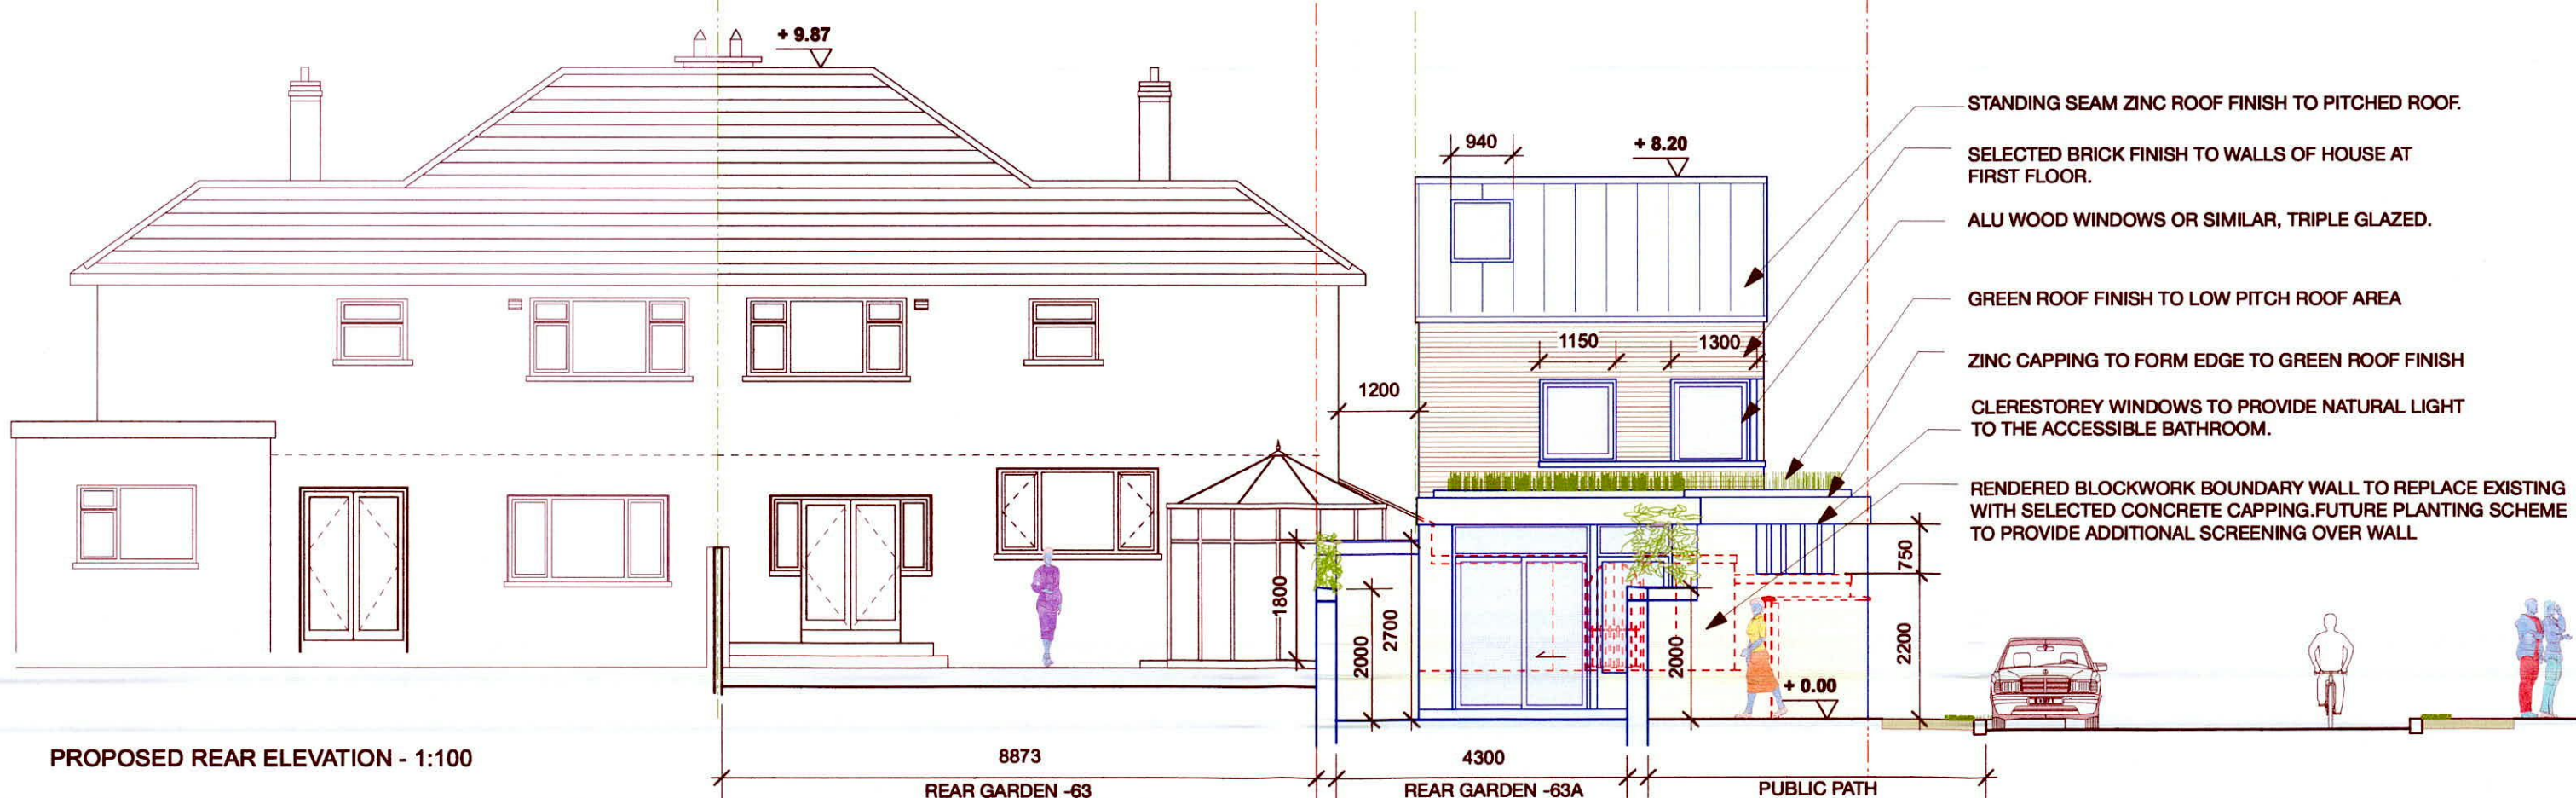 + 9.87
940
+ 8.20
STANDING SEAM ZINC ROOF FINISH TO PITCHED ROOF.
SELECTED BRICK FINISH TO WALLS OF HOUSE AT
FIRST FLOOR.
ALU WOOD WINDOWS OR SIMILAR, TRIPLE GLAZED.
GREEN ROOF FINISH TO LOW PITCH ROOF AREA
1150
1300
ZINC CAPPING TO FORM EDGE TO GREEN ROOF FINISH
1200
CLERESTOREY WINDOWS TO PROVIDE NATURAL LIGHT
TO THE ACCESSIBLE BATHROOM.
RENDERED BLOCKWORK BOUNDARY WALL TO REPLACE EXISTING
WITH SELECTED CONCRETE CAPPING.FUTURE PLANTING SCHEME
TO PROVIDE ADDITIONAL SCREENING OVER WALL
750
1800
2000
2700
2000
2200
+ 0.00
PROPOSED REAR ELEVATION - 1:100
8873
4300
REAR GARDEN -63
REAR GARDEN -63A
PUBLIC PATH